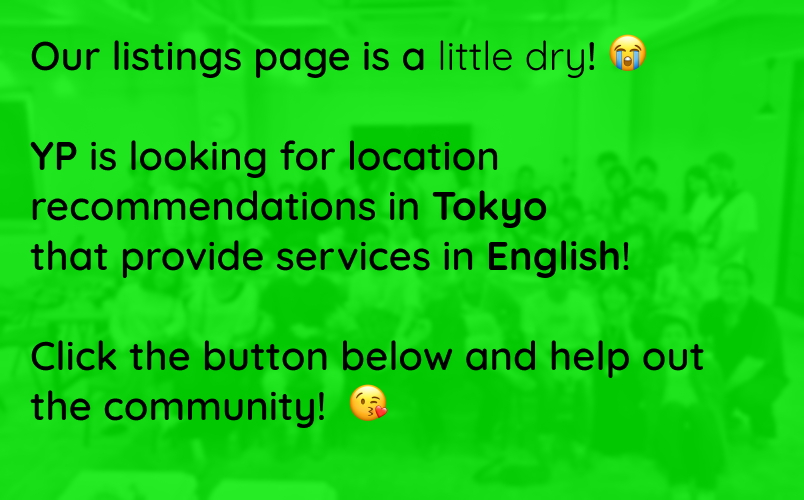 Our listings page is a little dry! 😭
YP is looking for location
recommendations in Tokyo
that provide services in English!
Click the button below and help out
the community! 😘